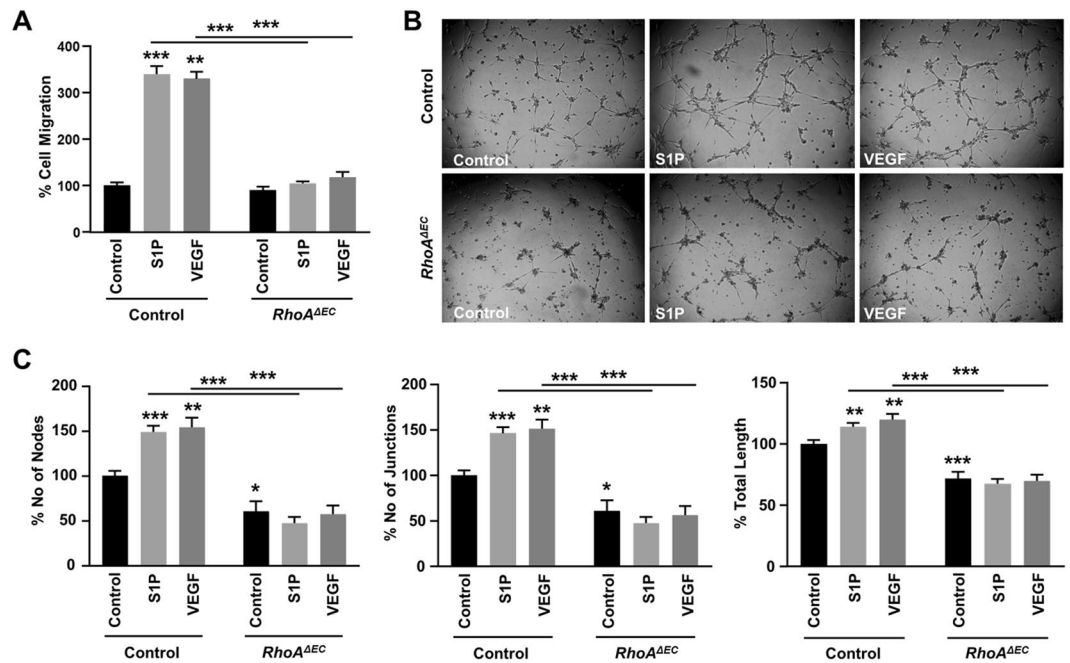 A
*** ***
*** **
% Cell Migration
400
300
200
100
0
Control S1P VEGF Control S1P VEGF
Control RhoAΔEC
B
Control
Control S1P VEGF
RhoAΔEC
Control S1P VEGF
C
*** ***
*** **
*
% No of Nodes
200
150
100
50
0
Control S1P VEGF Control S1P VEGF
Control RhoAΔEC
*** ***
*** **
*
% No of Junctions
200
150
100
50
0
Control S1P VEGF Control S1P VEGF
Control RhoAΔEC
*** ***
** **
***
% Total Length
150
100
50
0
Control S1P VEGF Control S1P VEGF
Control RhoAΔEC